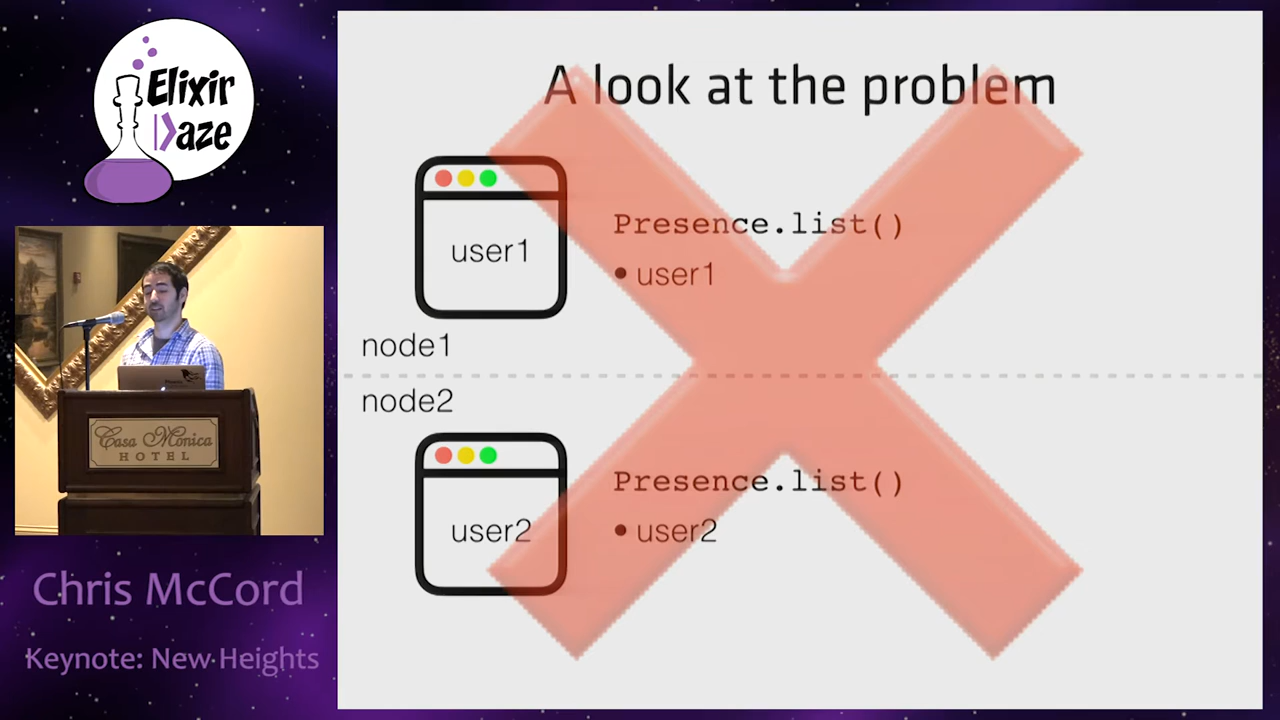 Elixir
Daze
Casa Monica
HOTEL
Chris McCord
Keynote: New Heights
A look at the problem
user1
Presence.list()
• user1
node1
node2
user2
Presence.list()
• user2